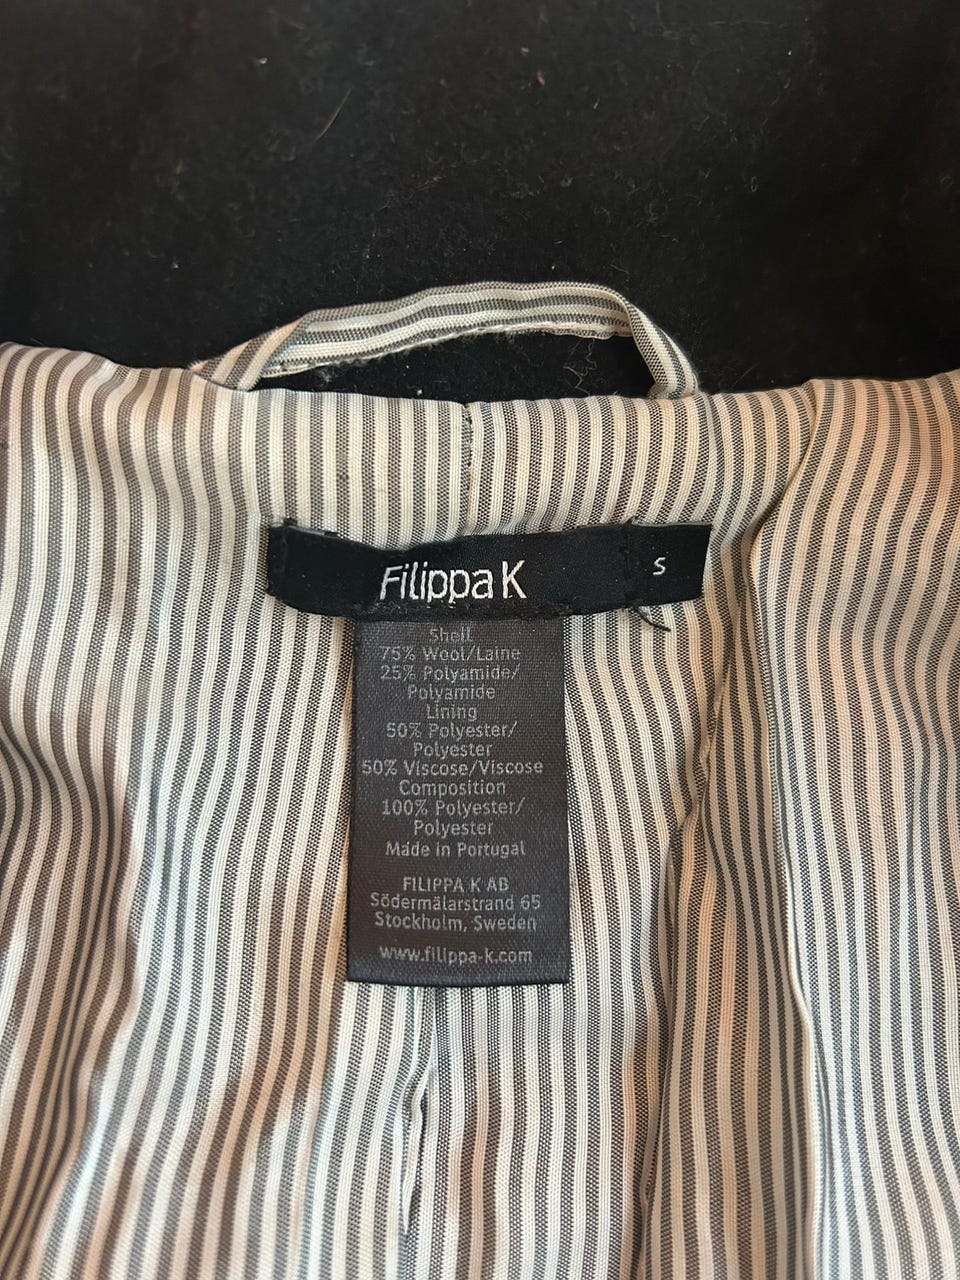 Filippa K
S
Shell
75% Wool/Laine
25% Polyamide/
Polyamide
Lining
50% Polyester/
Polyester
50% Viscose/Viscose
Composition
100% Polyester/
Polyester
Made in Portugal
FILIPPA K AB
Södermälarstrand 65
Stockholm, Sweden
www.filippa-k.com